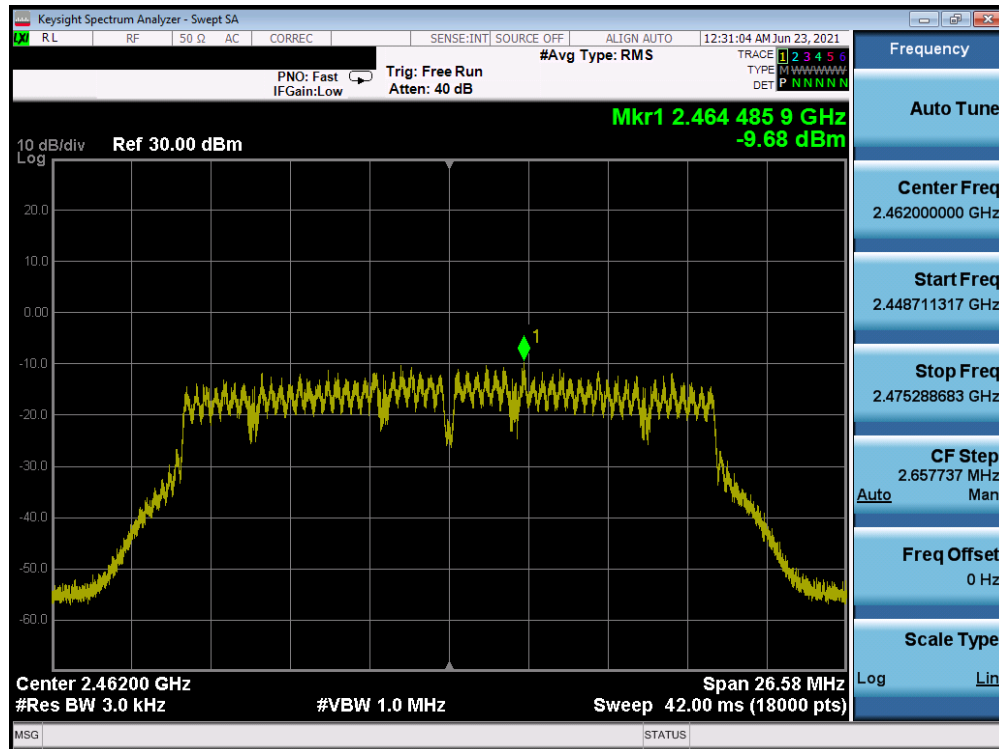 Keysight Spectrum Analyzer - Swept SA
LXI RL RF 50 Ω AC CORREC SENSE:INT SOURCE OFF ALIGN AUTO 12:31:04 AM Jun 23, 2021
#Avg Type: RMS
TRACE 1 2 3 4 5 6
TYPE M W W W W W
DET P N N N N N
PNO: Fast
IFGain:Low
Trig: Free Run
Atten: 40 dB
Mkr1 2.464 485 9 GHz
-9.68 dBm
10 dB/div Ref 30.00 dBm
Log
20.0
10.0
0.00
-10.0
-20.0
-30.0
-40.0
-50.0
-60.0
1
Center 2.46200 GHz Span 26.58 MHz
#Res BW 3.0 kHz #VBW 1.0 MHz Sweep 42.00 ms (18000 pts)
MSG STATUS
Frequency
Auto Tune
Center Freq
2.462000000 GHz
Start Freq
2.448711317 GHz
Stop Freq
2.475288683 GHz
CF Step
2.657737 MHz
Auto Man
Freq Offset
0 Hz
Scale Type
Log Lin